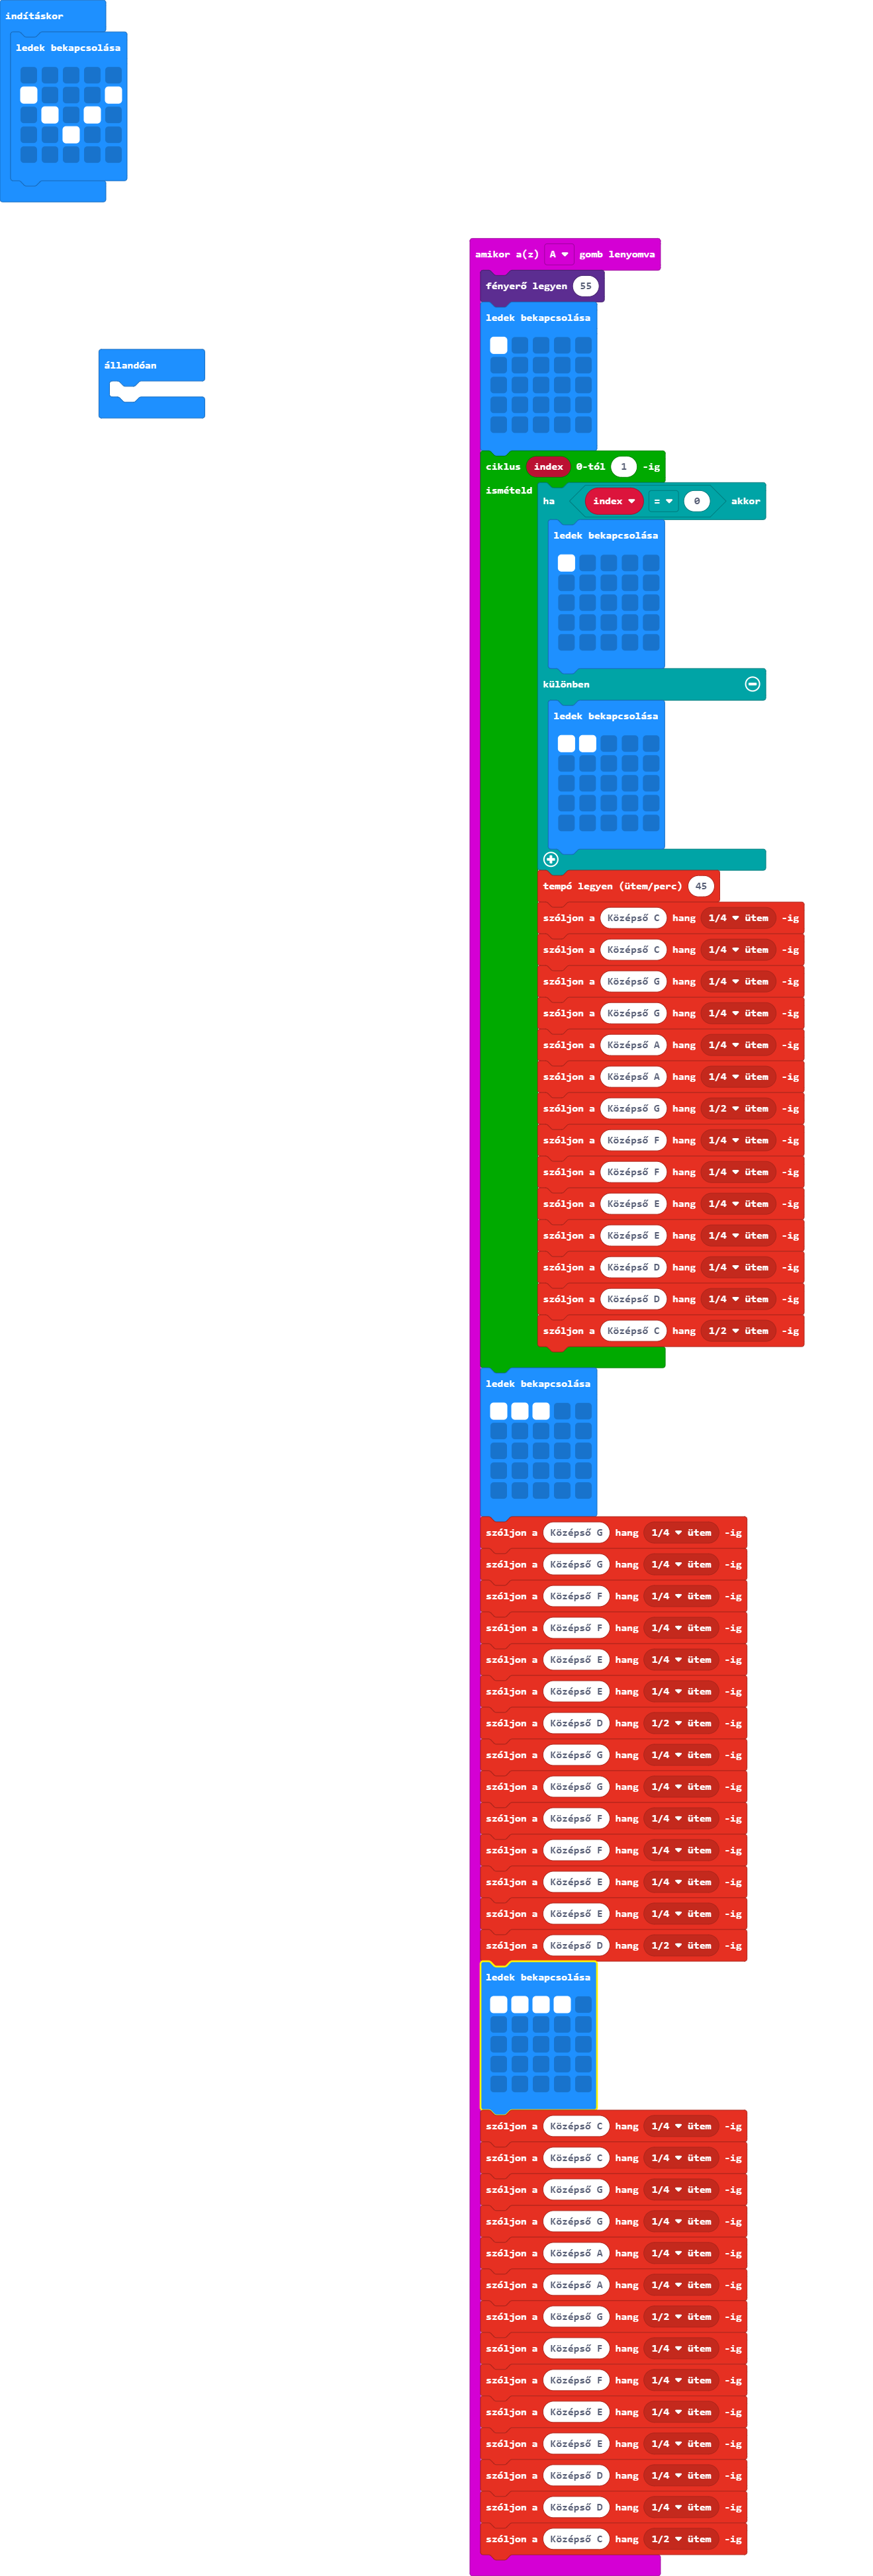 indításkor
ledek bekapcsolása
amikor a(z) A gomb lenyomva
fényerő legyen 55
ledek bekapcsolása
állandóan
ciklus index 0-tól 1 -ig
ismételd
ha index = 0 akkor
ledek bekapcsolása
különben
ledek bekapcsolása
tempó legyen (ütem/perc) 45
szóljon a Középső C hang 1/4 ütem -ig
szóljon a Középső C hang 1/4 ütem -ig
szóljon a Középső G hang 1/4 ütem -ig
szóljon a Középső G hang 1/4 ütem -ig
szóljon a Középső A hang 1/4 ütem -ig
szóljon a Középső A hang 1/4 ütem -ig
szóljon a Középső G hang 1/2 ütem -ig
szóljon a Középső F hang 1/4 ütem -ig
szóljon a Középső F hang 1/4 ütem -ig
szóljon a Középső E hang 1/4 ütem -ig
szóljon a Középső E hang 1/4 ütem -ig
szóljon a Középső D hang 1/4 ütem -ig
szóljon a Középső D hang 1/4 ütem -ig
szóljon a Középső C hang 1/2 ütem -ig
ledek bekapcsolása
szóljon a Középső G hang 1/4 ütem -ig
szóljon a Középső G hang 1/4 ütem -ig
szóljon a Középső F hang 1/4 ütem -ig
szóljon a Középső F hang 1/4 ütem -ig
szóljon a Középső E hang 1/4 ütem -ig
szóljon a Középső E hang 1/4 ütem -ig
szóljon a Középső D hang 1/2 ütem -ig
szóljon a Középső G hang 1/4 ütem -ig
szóljon a Középső G hang 1/4 ütem -ig
szóljon a Középső F hang 1/4 ütem -ig
szóljon a Középső F hang 1/4 ütem -ig
szóljon a Középső E hang 1/4 ütem -ig
szóljon a Középső E hang 1/4 ütem -ig
szóljon a Középső D hang 1/2 ütem -ig
ledek bekapcsolása
szóljon a Középső C hang 1/4 ütem -ig
szóljon a Középső C hang 1/4 ütem -ig
szóljon a Középső G hang 1/4 ütem -ig
szóljon a Középső G hang 1/4 ütem -ig
szóljon a Középső A hang 1/4 ütem -ig
szóljon a Középső A hang 1/4 ütem -ig
szóljon a Középső G hang 1/2 ütem -ig
szóljon a Középső F hang 1/4 ütem -ig
szóljon a Középső F hang 1/4 ütem -ig
szóljon a Középső E hang 1/4 ütem -ig
szóljon a Középső E hang 1/4 ütem -ig
szóljon a Középső D hang 1/4 ütem -ig
szóljon a Középső D hang 1/4 ütem -ig
szóljon a Középső C hang 1/2 ütem -ig